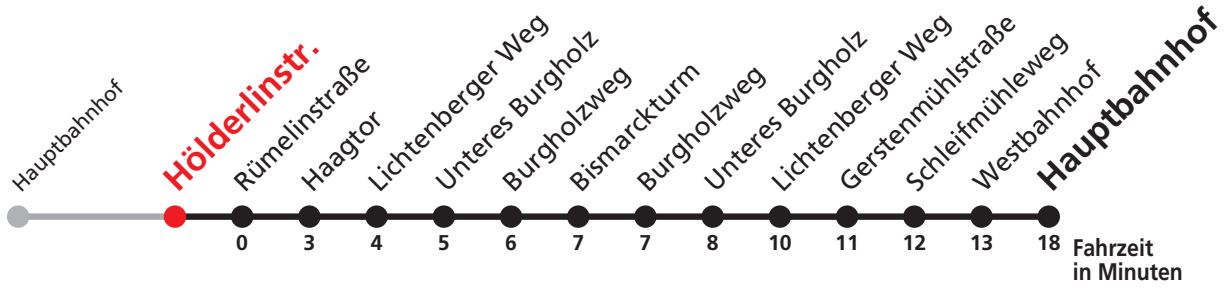 Hauptbahnhof
Hölderlinstr.
Rümelinstraße
Haagtor
Lichtenberger Weg
Unteres Burgholz
Burgholzweg
Bismarckturm
Burgholzweg
Unteres Burgholz
Lichtenberger Weg
Gerstenmühlstraße
Schleifmühleweg
Westbahnhof
Hauptbahnhof
0 3 4 5 6 7 7 8 10 11 12 13 18 Fahrzeit
in Minuten